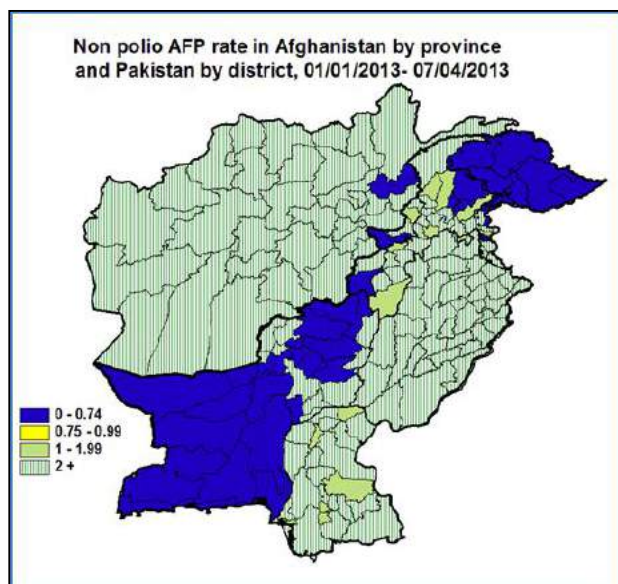 Non polio AFP rate in Afghanistan by province
and Pakistan by district, 01/01/2013- 07/04/2013
0 - 0.74
0.75 - 0.99
1 - 1.99
2 +